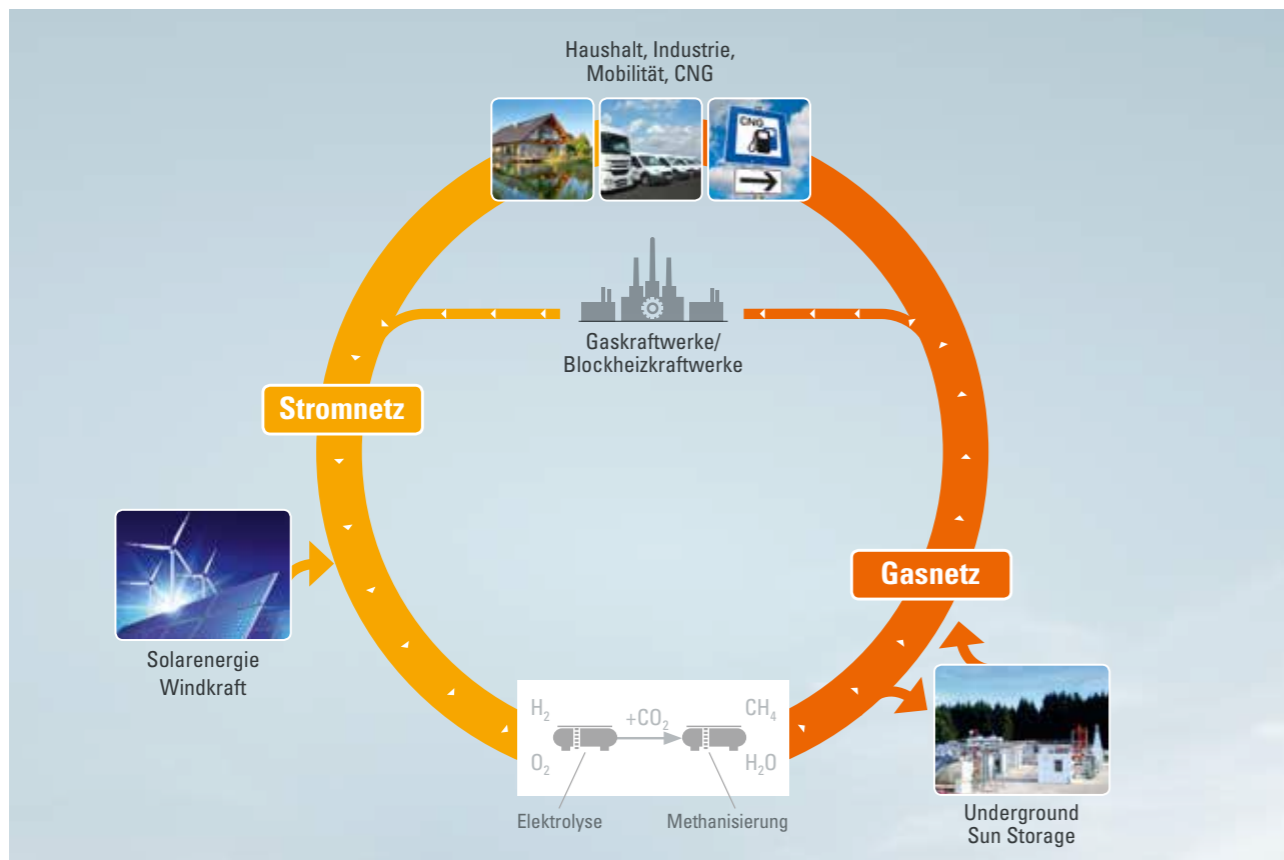 Haushalt, Industrie,
Mobilität, CNG
CNG
Gaskraftwerke/
Blockheizkraftwerke
Stromnetz
Solarenergie
Windkraft
Gasnetz
H₂
+CO₂
CH₄
O₂
H₂O
Elektrolyse
Methanisierung
Underground
Sun Storage